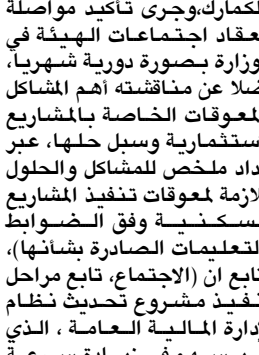 لكمارك،وجرى تأكيد مواصلة
عقاد اجتماعات الهيئة في
وزارة بصورة دورية شهريا،
ضلا عن مناقشته أهم المشاكل
لمعوقات الخاصة بالمشاريع
ستثمارية وسبل حلها، عبر
داد ملخص للمشاكل والحلول
لازمة لمعوقات تنفيذ المشاريع
سكنية وفق الضوابط
لتعليمات الصادرة بشأنها)،
تابع ان (الاجتماع، تابع مراحل
نفيذ مشروع تحديث نظام
إدارة المالية العامة ، الذي